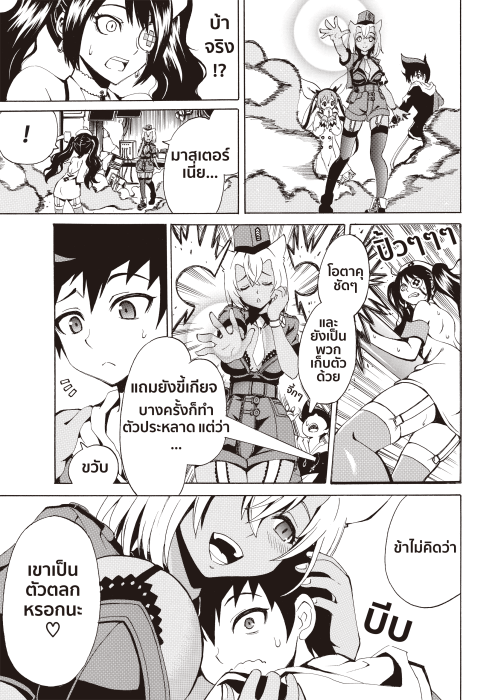 บ้า
จริง
!?
มาสเตอร์
เนี่ย...
!
ปั้วๆๆๆ
โอตาคุ
ชัดๆ
และ
ยังเป็น
พวก
เก็บตัว
ด้วย
อึ้กๆ
แถมยังขี้เกียจ
บางครั้งก็ทำ
ตัวประหลาด แต่ว่า
...
ขวับ
ข้าไม่คิดว่า
เขาเป็น
ตัวตลก
หรอกนะ
♡
บีบ